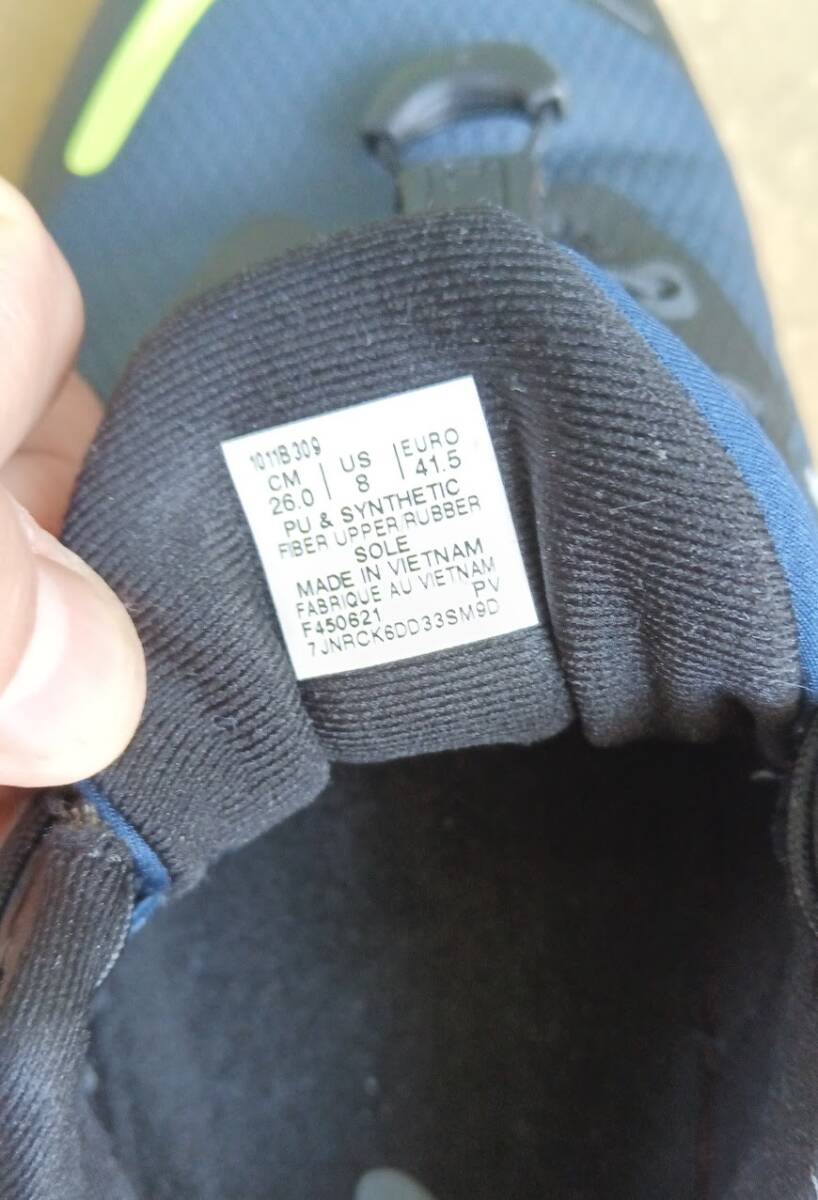 1011B309
CM | US | EURO
26.0 | 8 | 41.5
PU & SYNTHETIC
FIBER UPPER/RUBBER
SOLE
MADE IN VIETNAM
FABRIQUE AU VIETNAM
F450621 PV
7JNRCK6DD33SM9D